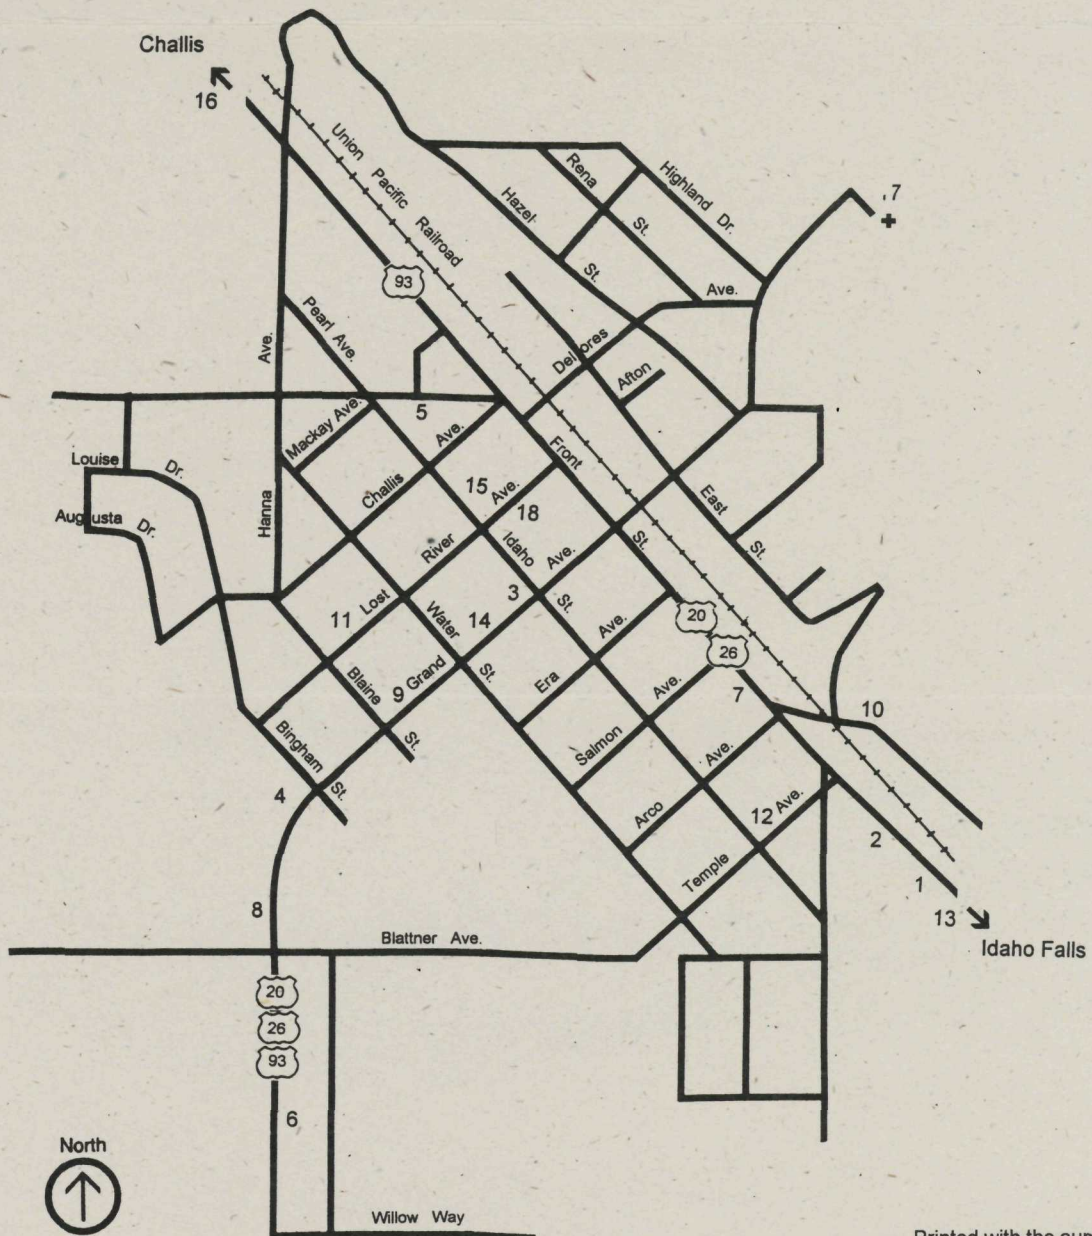 Challis
16
Union Pacific Railroad
Rena St.
Highland Dr.
Hazel St.
.7
+
93
Ave.
Delores
Pearl Ave.
Afton
Hanna Ave.
Mackay Ave.
5
Challis Ave.
Front St.
Louise Dr.
Augusta Dr.
15
Lost River Ave.
18
Idaho St.
East St.
3
Grand Ave.
11
14
Water St.
20
26
Era Ave.
Blaine St.
9
Salmon Ave.
7
10
Bingham St.
4
Arco Ave.
12
Temple Ave.
2
1
13
Idaho Falls
8
Blattner Ave.
20
26
93
6
North
Willow Way
Printed with the